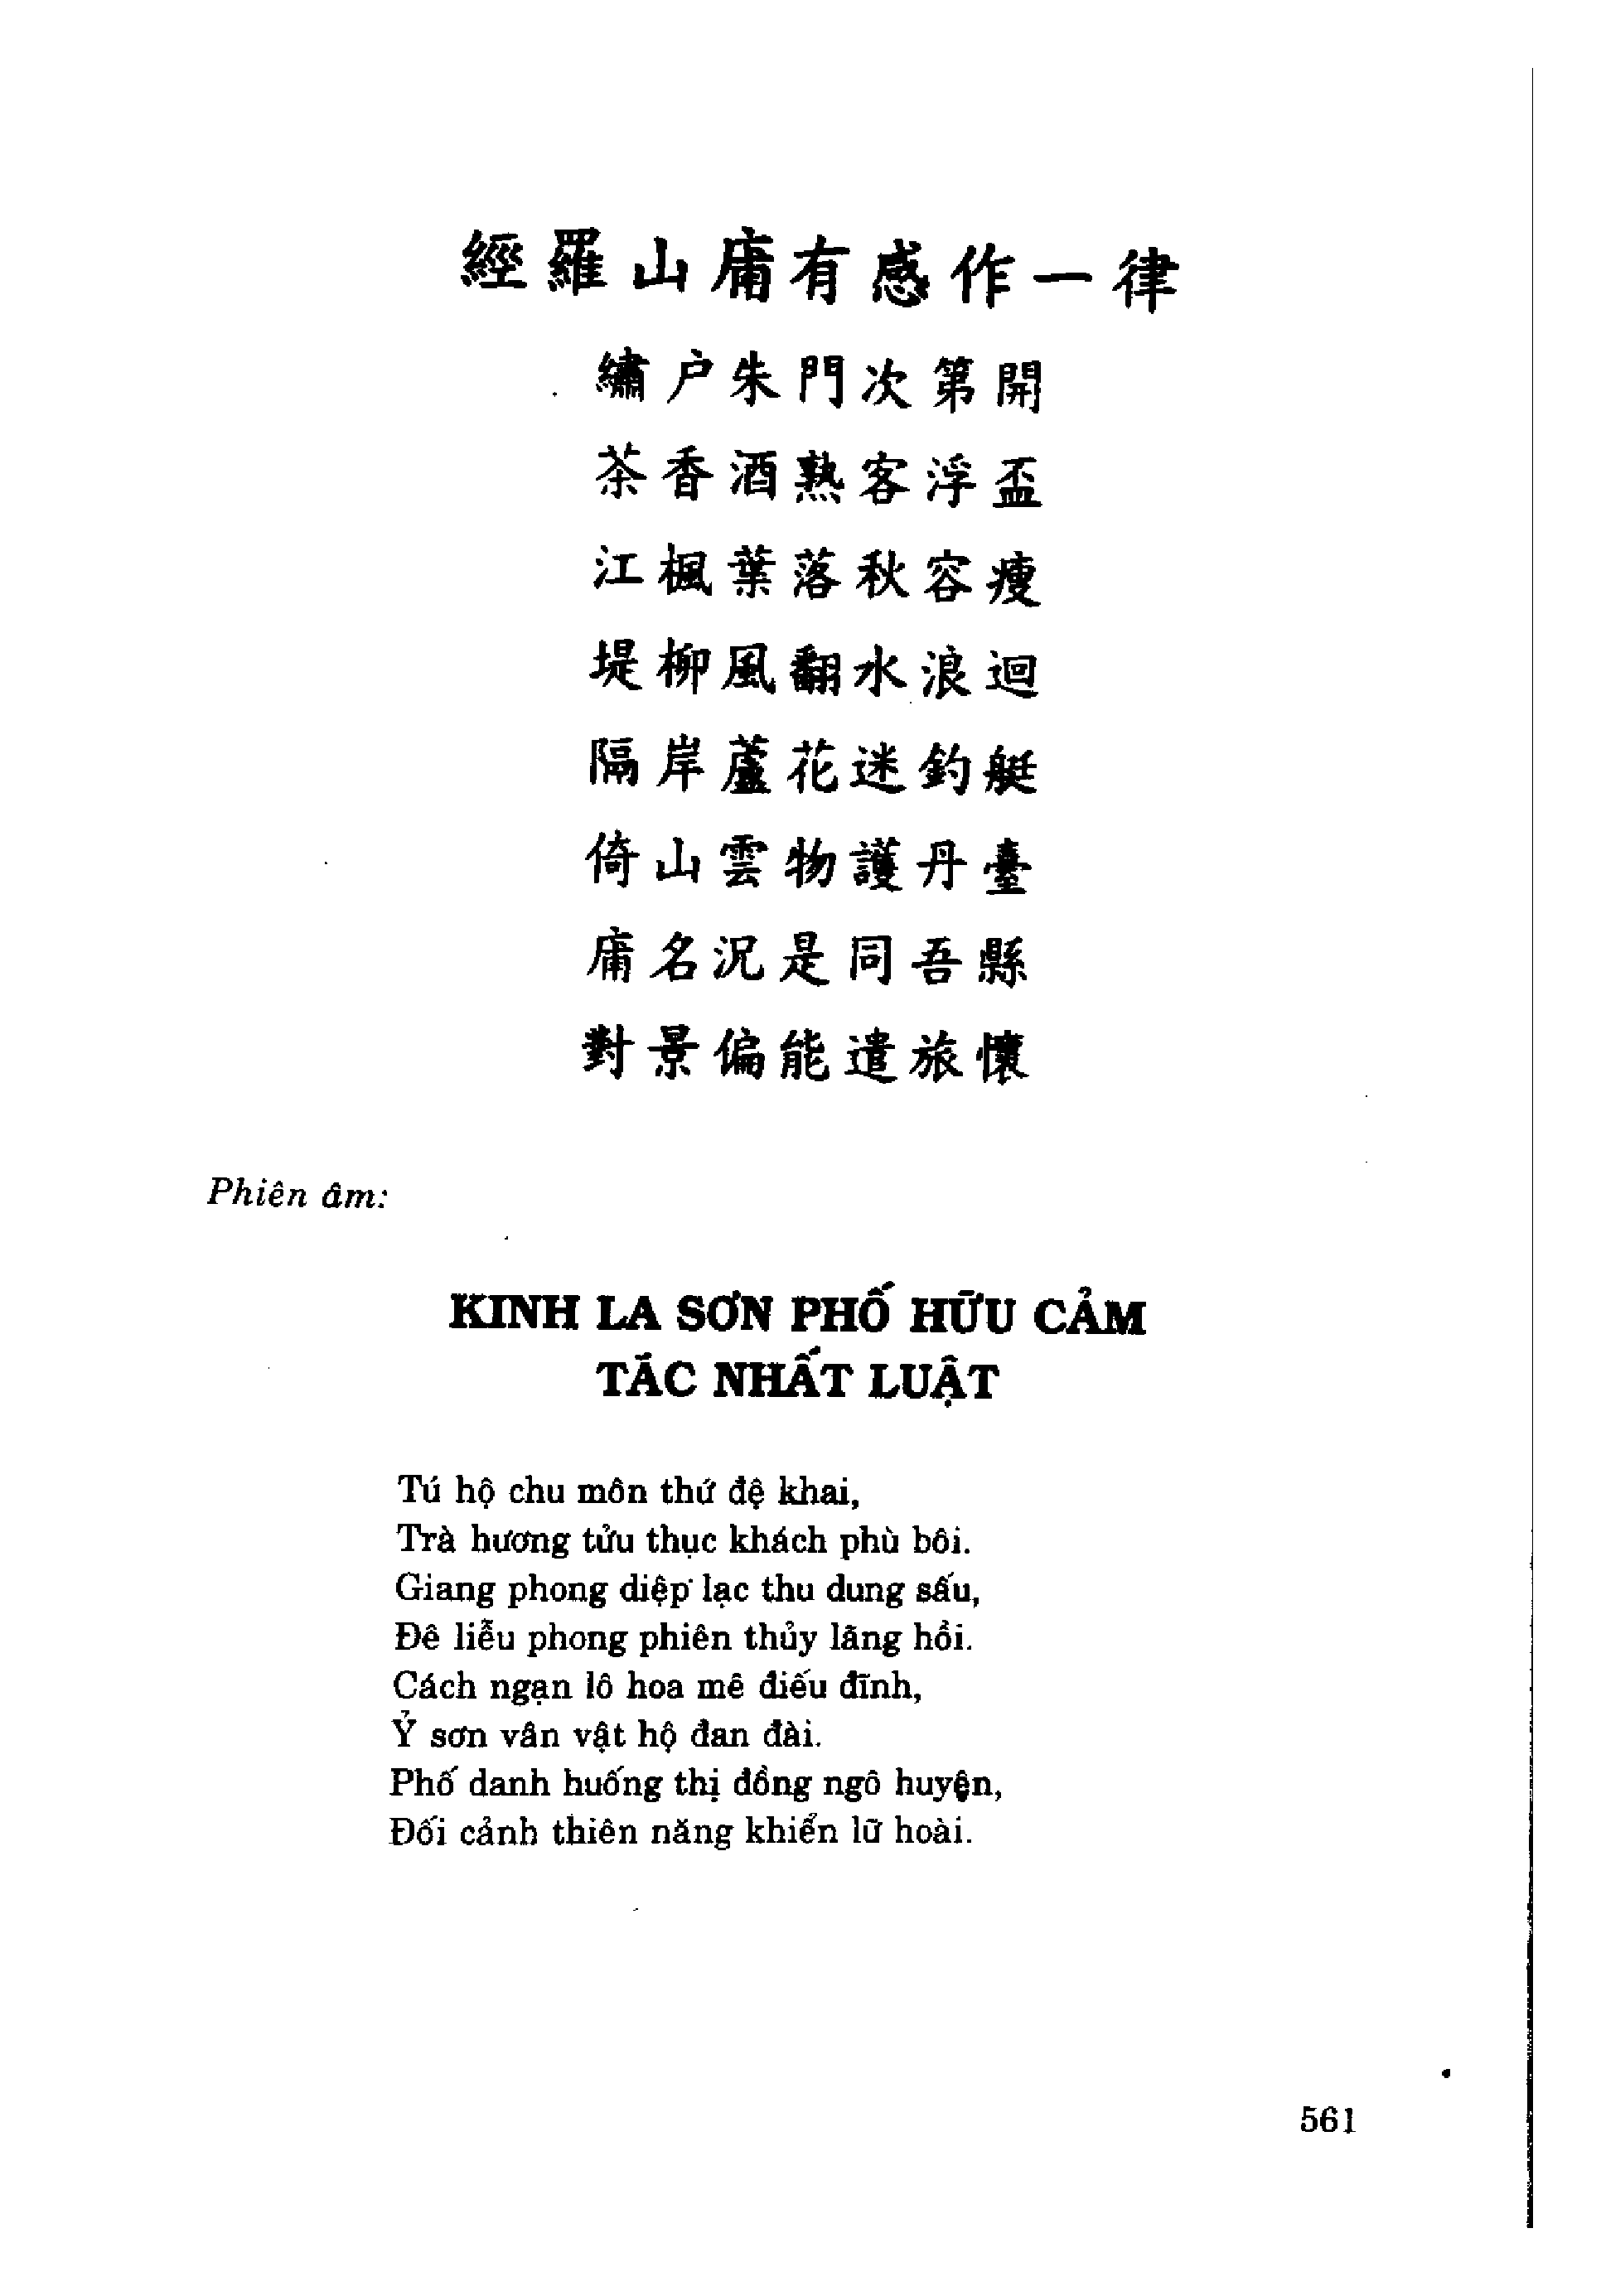 經羅山庯有感作一律
繡户朱門次第開
茶香酒熟客浮盃
江楓葉落秋容瘦
堤柳風翻水浪迴
隔岸蘆花迷釣艇
倚山雲物護丹臺
庯名況是同吾縣
對景偏能遣旅懷
Phiên âm:
KINH LA SƠN PHỐ HỮU CẢM
TÁC NHẤT LUẬT
Tú hộ chu môn thứ đệ khai,
Trà hương tửu thục khách phù bôi.
Giang phong diệp lạc thu dung sấu,
Đê liễu phong phiên thủy lãng hồi.
Cách ngạn lô hoa mê điếu đĩnh,
Ỷ sơn vân vật hộ đan đài.
Phố danh huống thị đồng ngô huyện,
Đối cảnh thiên năng khiển lữ hoài.
561